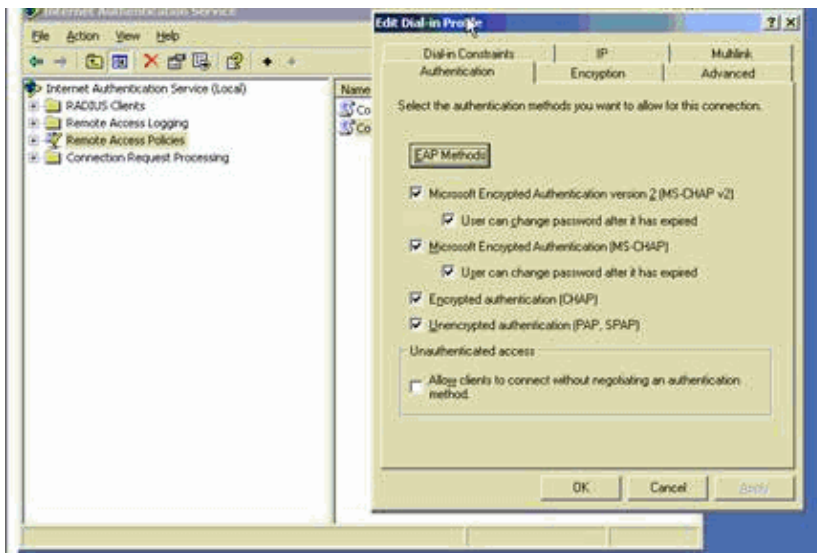 Internet Authentication Service
File Action View Help
Internet Authentication Service (Local)
RADIUS Clients
Remote Access Logging
Remote Access Policies
Connection Request Processing
Name
Co
Co
Edit Dial-in Profile
Dial-in Constraints IP Multilink
Authentication Encryption Advanced
Select the authentication methods you want to allow for this connection.
EAP Methods
Microsoft Encrypted Authentication version 2 (MS-CHAP v2)
User can change password after it has expired
Microsoft Encrypted Authentication (MS-CHAP)
User can change password after it has expired
Encrypted authentication (CHAP)
Unencrypted authentication (PAP, SPAP)
Unauthenticated access
Allow clients to connect without negotiating an authentication
method.
OK Cancel Apply